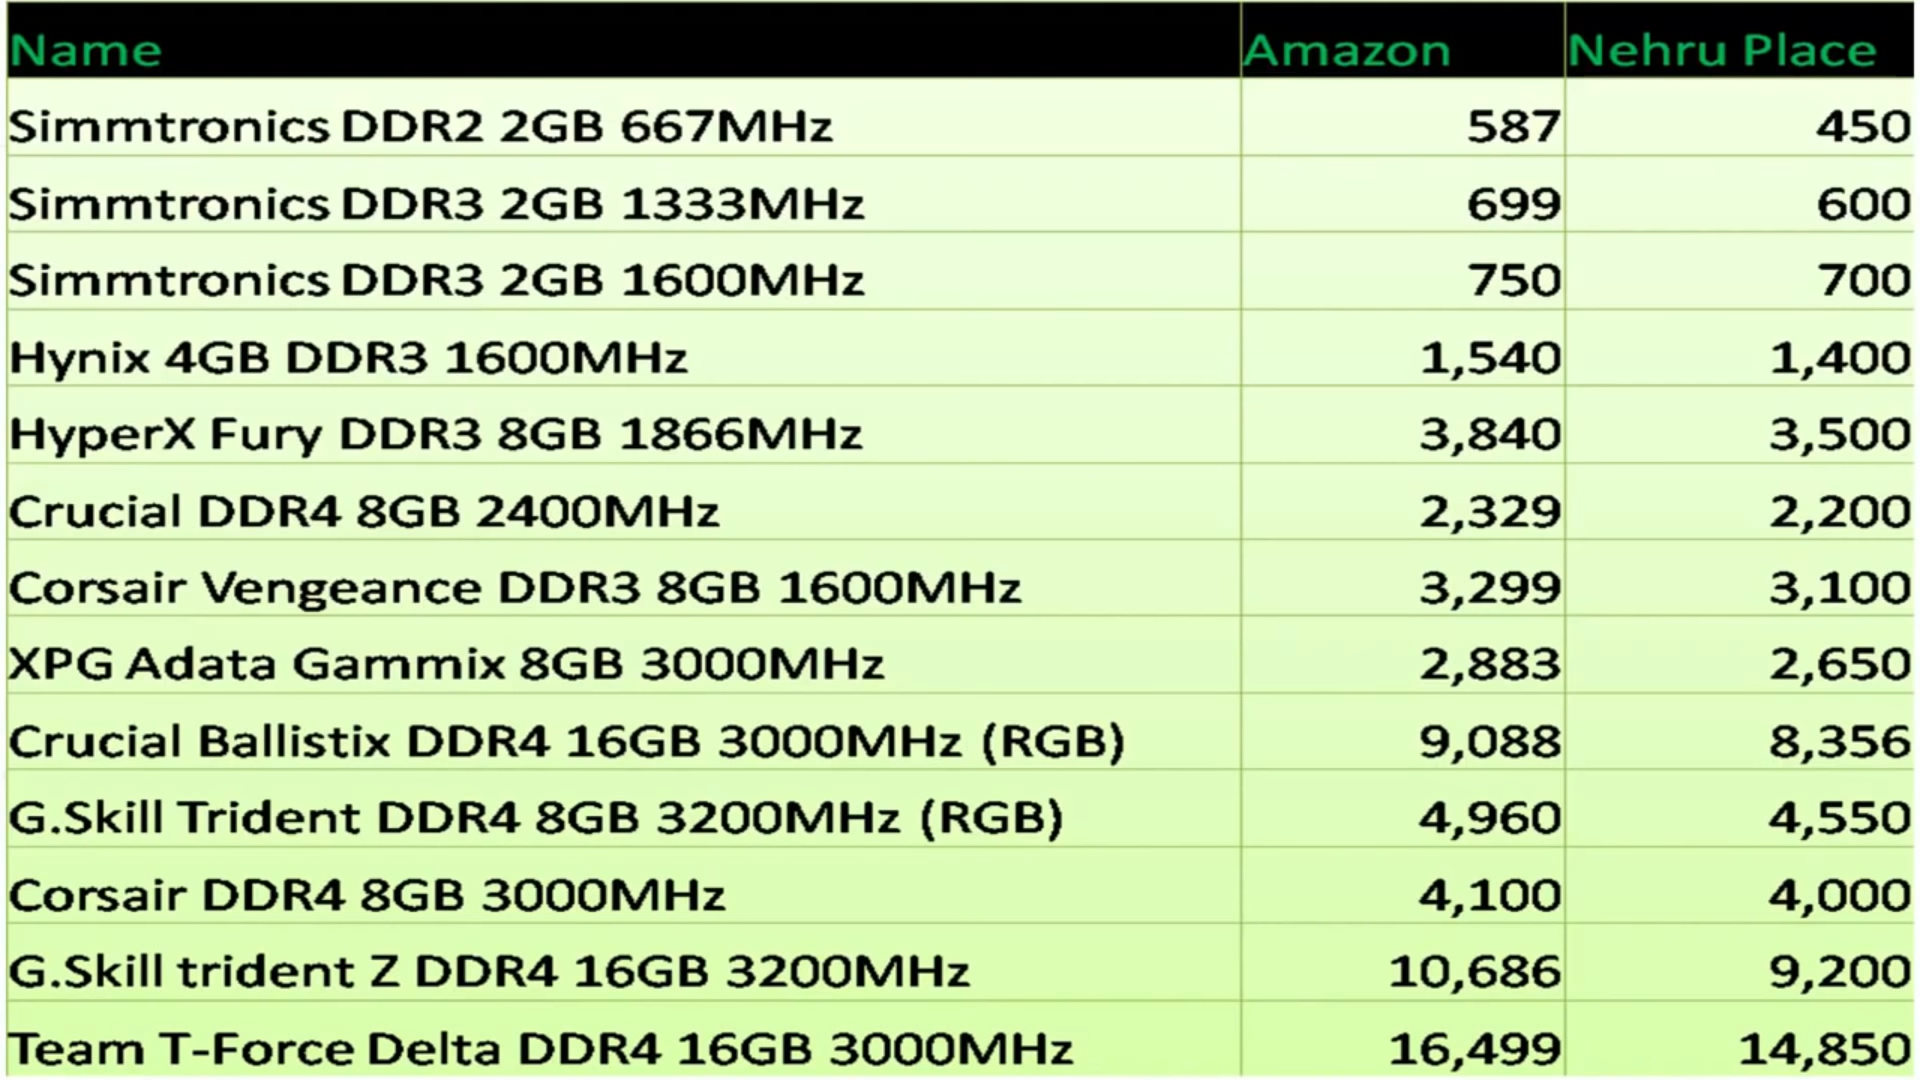 Name Amazon Nehru Place
Simmtronics DDR2 2GB 667MHz 587 450
Simmtronics DDR3 2GB 1333MHz 699 600
Simmtronics DDR3 2GB 1600MHz 750 700
Hynix 4GB DDR3 1600MHz 1,540 1,400
HyperX Fury DDR3 8GB 1866MHz 3,840 3,500
Crucial DDR4 8GB 2400MHz 2,329 2,200
Corsair Vengeance DDR3 8GB 1600MHz 3,299 3,100
XPG Adata Gammix 8GB 3000MHz 2,883 2,650
Crucial Ballistix DDR4 16GB 3000MHz (RGB) 9,088 8,356
G.Skill Trident DDR4 8GB 3200MHz (RGB) 4,960 4,550
Corsair DDR4 8GB 3000MHz 4,100 4,000
G.Skill trident Z DDR4 16GB 3200MHz 10,686 9,200
Team T-Force Delta DDR4 16GB 3000MHz 16,499 14,850